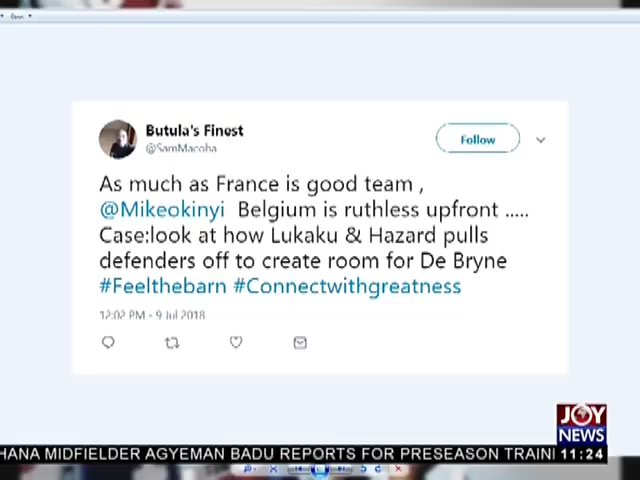 Open
Butula's Finest
@SamMacoha
Follow
As much as France is good team ,
@Mikeokinyi Belgium is ruthless upfront .....
Case:look at how Lukaku & Hazard pulls
defenders off to create room for De Bryne
#Feelthebarn #Connectwithgreatness
12:02 PM - 9 Jul 2018
JOY
NEWS
HANA MIDFIELDER AGYEMAN BADU REPORTS FOR PRESEASON TRAINI
11:24